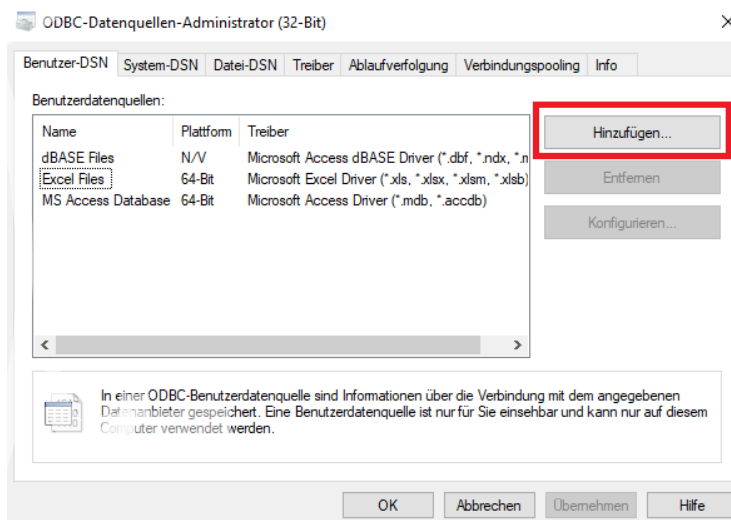 ODBC-Datenquellen-Administrator (32-Bit)
Benutzer-DSN System-DSN Datei-DSN Treiber Ablaufverfolgung Verbindungspooling Info
Benutzerdatenquellen:
Name Plattform Treiber
dBASE Files N/V Microsoft Access dBASE Driver (*.dbf, *.ndx, *.n
Excel Files 64-Bit Microsoft Excel Driver (*.xls, *.xlsx, *.xlsm, *.xlsb)
MS Access Database 64-Bit Microsoft Access Driver (*.mdb, *.accdb)
Hinzufügen...
Entfernen
Konfigurieren...
In einer ODBC-Benutzerdatenquelle sind Informationen über die Verbindung mit dem angegebenen
Datenanbieter gespeichert. Eine Benutzerdatenquelle ist nur für Sie einsehbar und kann nur auf diesem
Computer verwendet werden.
OK Abbrechen Übernehmen Hilfe